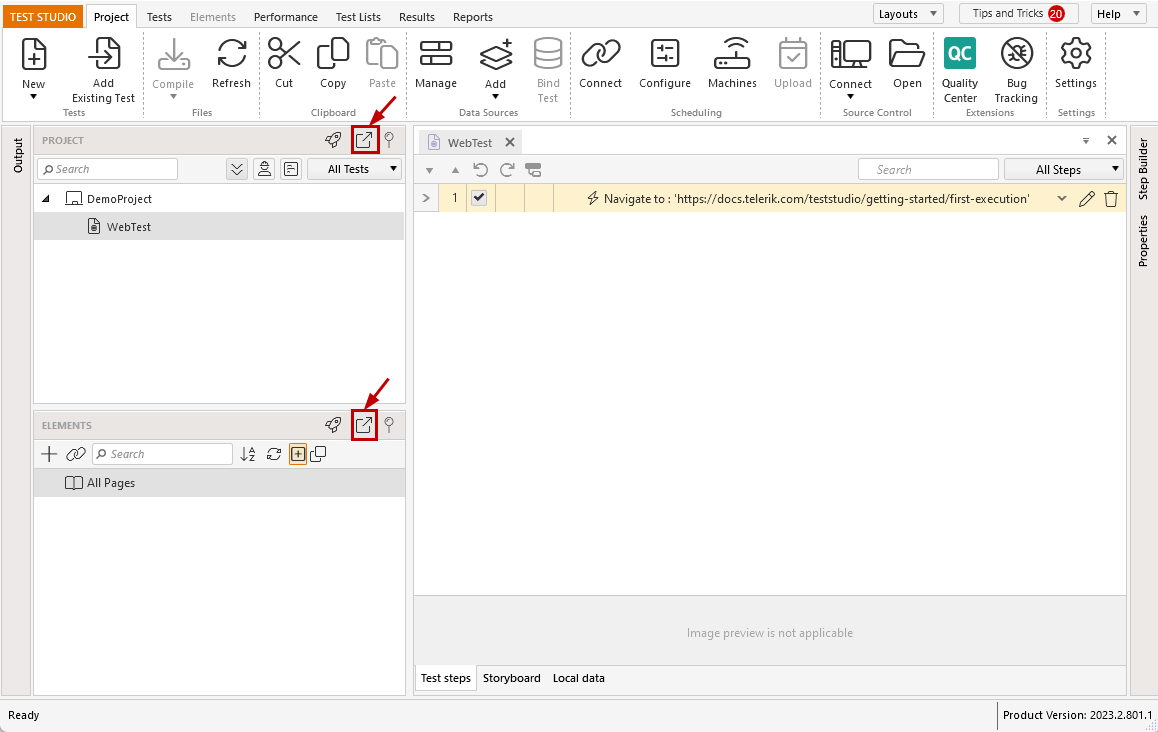 TEST STUDIO Project Tests Elements Performance Test Lists Results Reports Layouts Tips and Tricks 20 Help
New Add Existing Test Compile Refresh Cut Copy Paste Manage Add Bind Test Connect Configure Machines Upload Connect Open QC Quality Center Bug Tracking Settings
Tests Files Clipboard Data Sources Scheduling Source Control Extensions Settings
Output
PROJECT
Search All Tests
DemoProject
WebTest
ELEMENTS
Search
All Pages
WebTest
Search All Steps
1 Navigate to : 'https://docs.telerik.com/teststudio/getting-started/first-execution'
Image preview is not applicable
Test steps Storyboard Local data
Step Builder
Properties
Ready Product Version: 2023.2.801.1